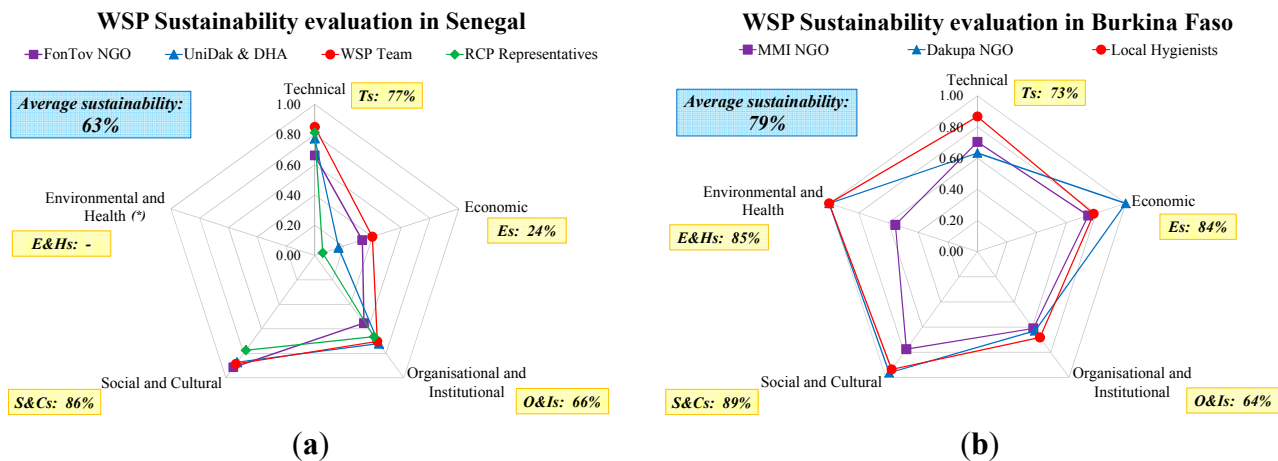 WSP Sustainability evaluation in Senegal
FonTov NGO UniDak & DHA WSP Team RCP Representatives
Average sustainability:
63%
Technical
Ts: 77%
1.00
0.80
0.60
0.40
0.20
0.00
Environmental and
Health (*)
E&Hs: -
Economic
Es: 24%
Social and Cultural
S&Cs: 86%
Organisational and
Institutional
O&Is: 66%
(a)
WSP Sustainability evaluation in Burkina Faso
MMI NGO Dakupa NGO Local Hygienists
Average sustainability:
79%
Technical
Ts: 73%
1.00
0.80
0.60
0.40
0.20
0.00
Environmental and
Health
E&Hs: 85%
Economic
Es: 84%
Social and Cultural
S&Cs: 89%
Organisational and
Institutional
O&Is: 64%
(b)